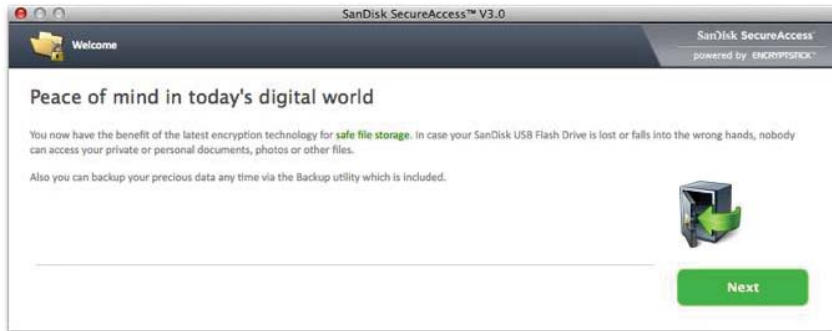 SanDisk SecureAccess™ V3.0
Welcome
SanDisk SecureAccess®
powered by ENCRYPTSTICK™
Peace of mind in today's digital world
You now have the benefit of the latest encryption technology for safe file storage. In case your SanDisk USB Flash Drive is lost or falls into the wrong hands, nobody
can access your private or personal documents, photos or other files.
Also you can backup your precious data any time via the Backup utility which is included.
Next